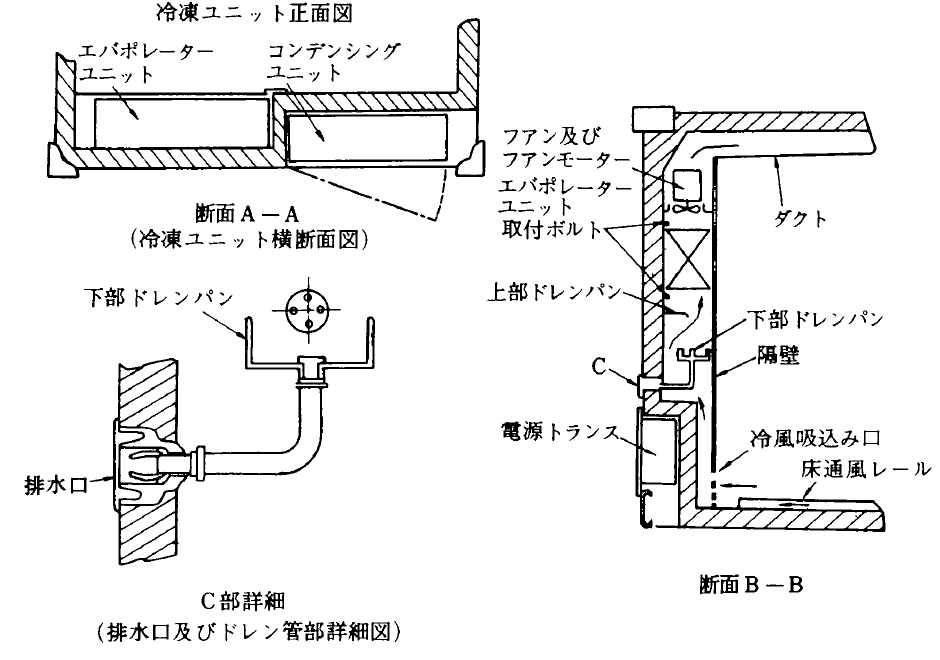 冷凍ユニット正面図
エバポレーター
ユニット
コンデンシング
ユニット
断面A－A
(冷凍ユニット横断面図)
下部ドレンパン
排水口
C部詳細
(排水口及びドレン管部詳細図)
フアン及び
フアンモーター
エバポレーター
ユニット
取付ボルト
上部ドレンパン
C
電源トランス
ダクト
下部ドレンパン
隔壁
冷風吸込み口
床通風レール
断面B－B